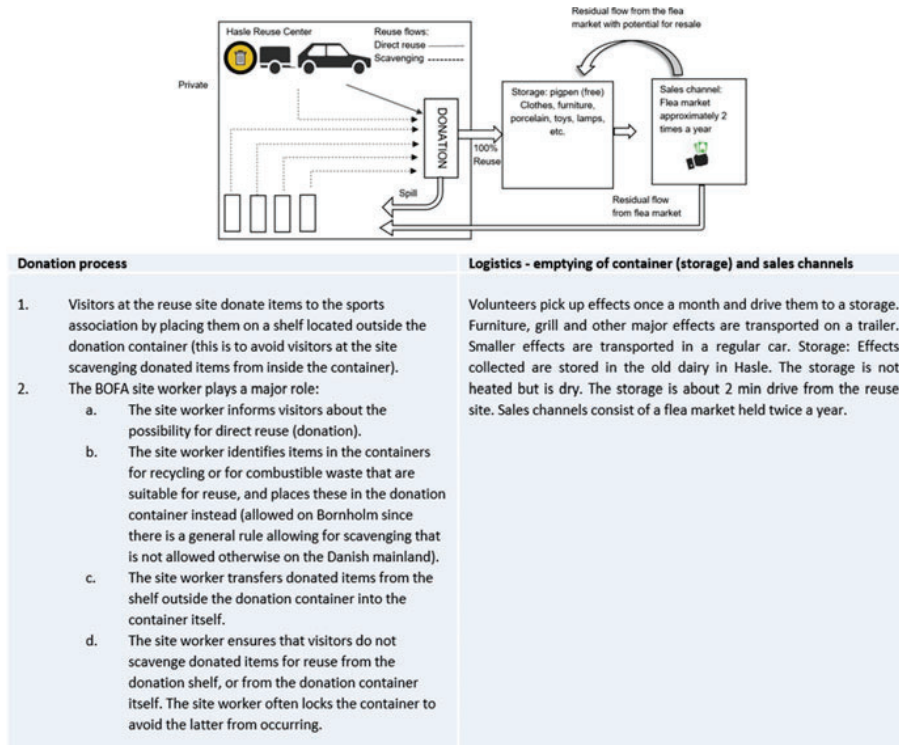 Residual flow from the flea
market with potential for resale
Hasle Reuse Center
Reuse flows:
Direct reuse
Scavenging
Private
DONATION
100%
Reuse
Storage: pigpen (free)
Clothes, furniture,
porcelain, toys, lamps,
etc.
Sales channel:
Flea market
approximately 2
times a year
Spill
Residual flow
from flea market
Donation process
1. Visitors at the reuse site donate items to the sports
association by placing them on a shelf located outside the
donation container (this is to avoid visitors at the site
scavenging donated items from inside the container).
2. The BOFA site worker plays a major role:
a. The site worker informs visitors about the
possibility for direct reuse (donation).
b. The site worker identifies items in the containers
for recycling or for combustible waste that are
suitable for reuse, and places these in the donation
container instead (allowed on Bornholm since
there is a general rule allowing for scavenging that
is not allowed otherwise on the Danish mainland).
c. The site worker transfers donated items from the
shelf outside the donation container into the
container itself.
d. The site worker ensures that visitors do not
scavenge donated items for reuse from the
donation shelf, or from the donation container
itself. The site worker often locks the container to
avoid the latter from occurring.
Logistics - emptying of container (storage) and sales channels
Volunteers pick up effects once a month and drive them to a storage.
Furniture, grill and other major effects are transported on a trailer.
Smaller effects are transported in a regular car. Storage: Effects
collected are stored in the old dairy in Hasle. The storage is not
heated but is dry. The storage is about 2 min drive from the reuse
site. Sales channels consist of a flea market held twice a year.